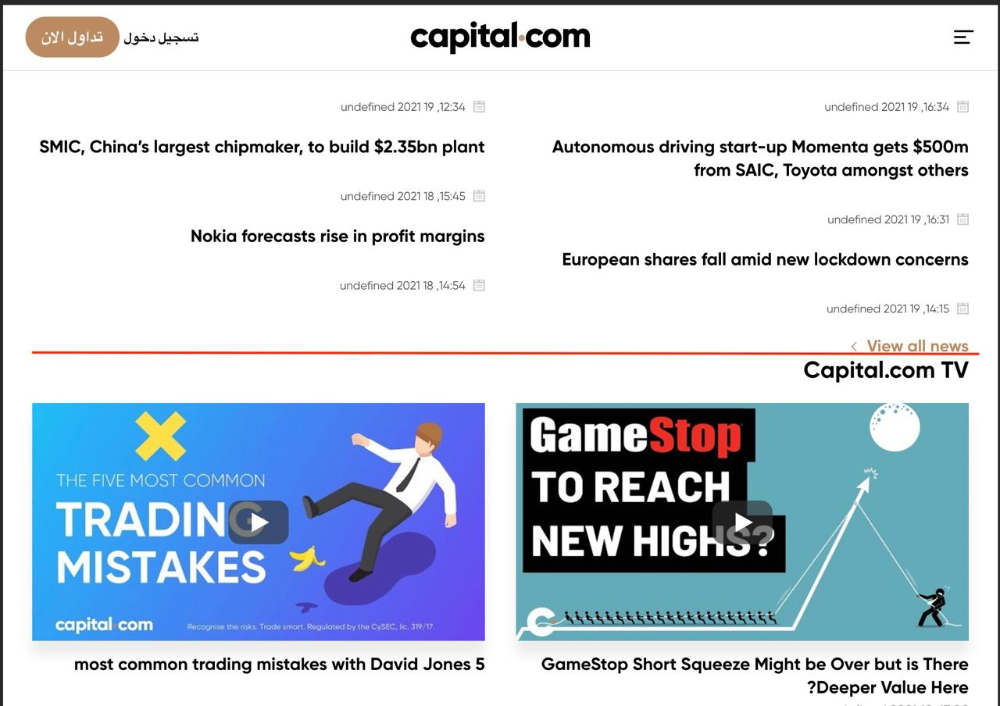 تداول الان
تسجيل دخول
capital.com
undefined 2021 19 ,16:34
Autonomous driving start-up Momenta gets $500m
from SAIC, Toyota amongst others
undefined 2021 19 ,16:31
European shares fall amid new lockdown concerns
undefined 2021 19 ,14:15
View all news
undefined 2021 19 ,12:34
SMIC, China’s largest chipmaker, to build $2.35bn plant
undefined 2021 18 ,15:45
Nokia forecasts rise in profit margins
undefined 2021 18 ,14:54
Capital.com TV
GameStop
TO REACH
NEW HIGHS?
GameStop Short Squeeze Might be Over but is There
?Deeper Value Here
THE FIVE MOST COMMON
TRADING
MISTAKES
capital.com
Recognise the risks. Trade smart. Regulated by the CySEC, lic. 319/17.
most common trading mistakes with David Jones 5